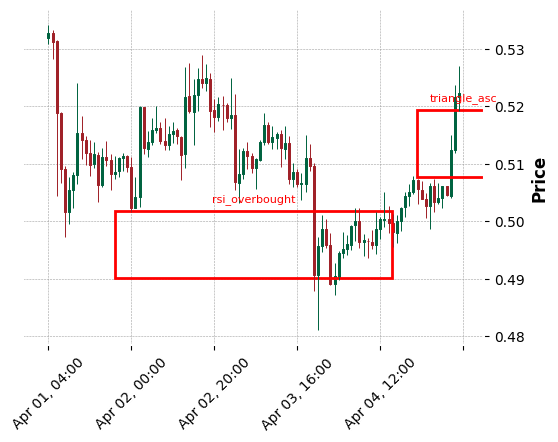 0.53
0.52
triangle_asc
0.51
rsi_overbought
0.50
0.49
0.48
Price
Apr 01, 04:00
Apr 02, 00:00
Apr 02, 20:00
Apr 03, 16:00
Apr 04, 12:00